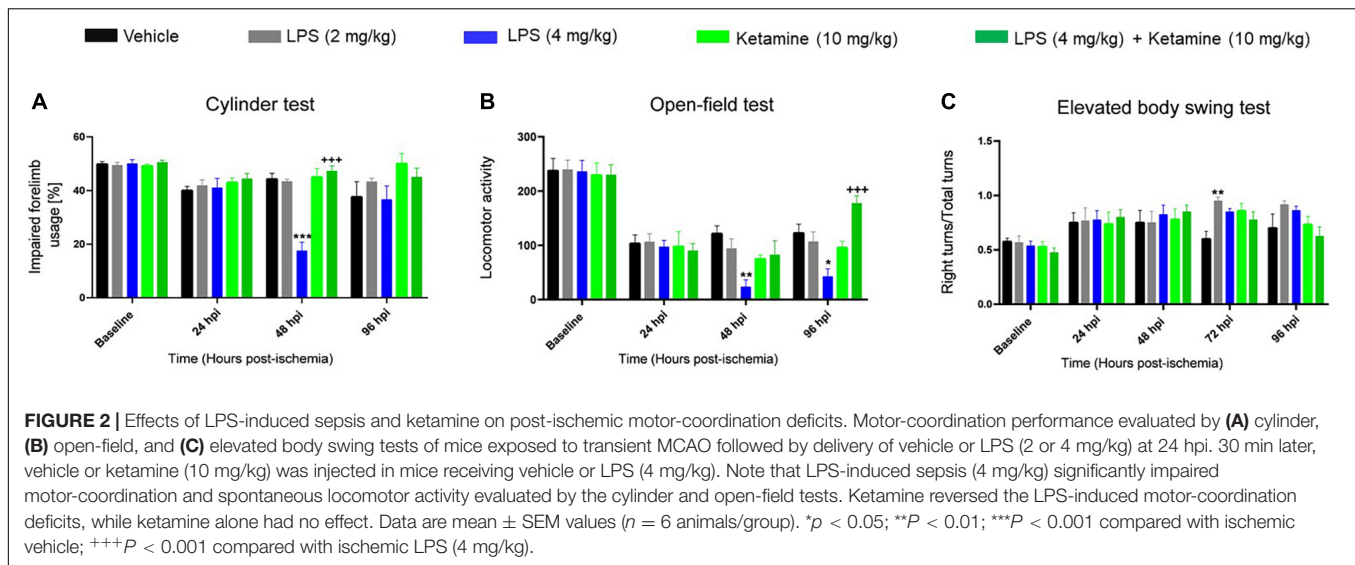 Vehicle
LPS (2 mg/kg)
LPS (4 mg/kg)
Ketamine (10 mg/kg)
LPS (4 mg/kg) + Ketamine (10 mg/kg)
A
Cylinder test
Impaired forelimb
usage [%]
60
40
20
0
***
+++
Baseline
24 hpi
48 hpi
96 hpi
Time (Hours post-ischemia)
B
Open-field test
Locomotor activity
300
200
100
0
**
*
+++
Baseline
24 hpi
48 hpi
96 hpi
Time (Hours post-ischemia)
C
Elevated body swing test
Right turns/Total turns
1.5
1.0
0.5
0.0
**
Baseline
24 hpi
48 hpi
72 hpi
96 hpi
Time (Hours post-ischemia)
FIGURE 2 | Effects of LPS-induced sepsis and ketamine on post-ischemic motor-coordination deficits. Motor-coordination performance evaluated by (A) cylinder,
(B) open-field, and (C) elevated body swing tests of mice exposed to transient MCAO followed by delivery of vehicle or LPS (2 or 4 mg/kg) at 24 hpi. 30 min later,
vehicle or ketamine (10 mg/kg) was injected in mice receiving vehicle or LPS (4 mg/kg). Note that LPS-induced sepsis (4 mg/kg) significantly impaired
motor-coordination and spontaneous locomotor activity evaluated by the cylinder and open-field tests. Ketamine reversed the LPS-induced motor-coordination
deficits, while ketamine alone had no effect. Data are mean ± SEM values (n = 6 animals/group). *p < 0.05; **P < 0.01; ***P < 0.001 compared with ischemic
vehicle; +++P < 0.001 compared with ischemic LPS (4 mg/kg).